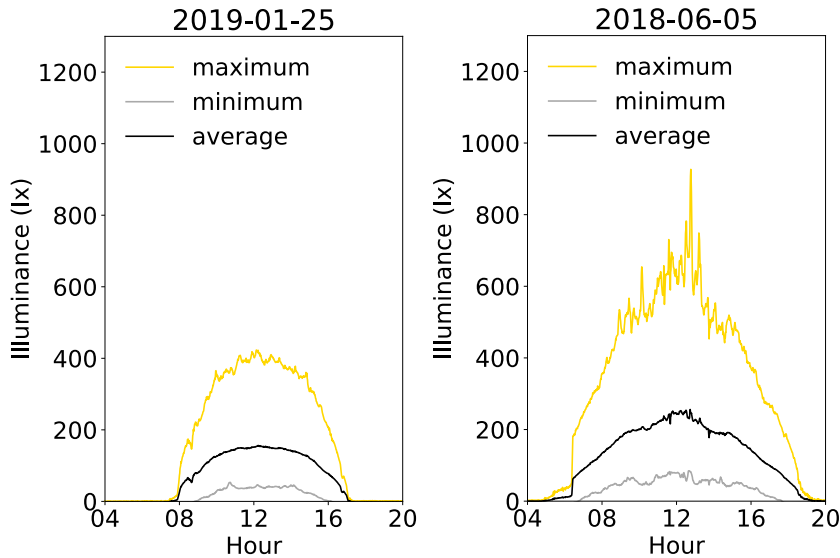 2019-01-25
maximum
minimum
average
Illuminance (lx)
1200
1000
800
600
400
200
0
04 08 12 16 20
Hour
2018-06-05
maximum
minimum
average
Illuminance (lx)
1200
1000
800
600
400
200
0
04 08 12 16 20
Hour